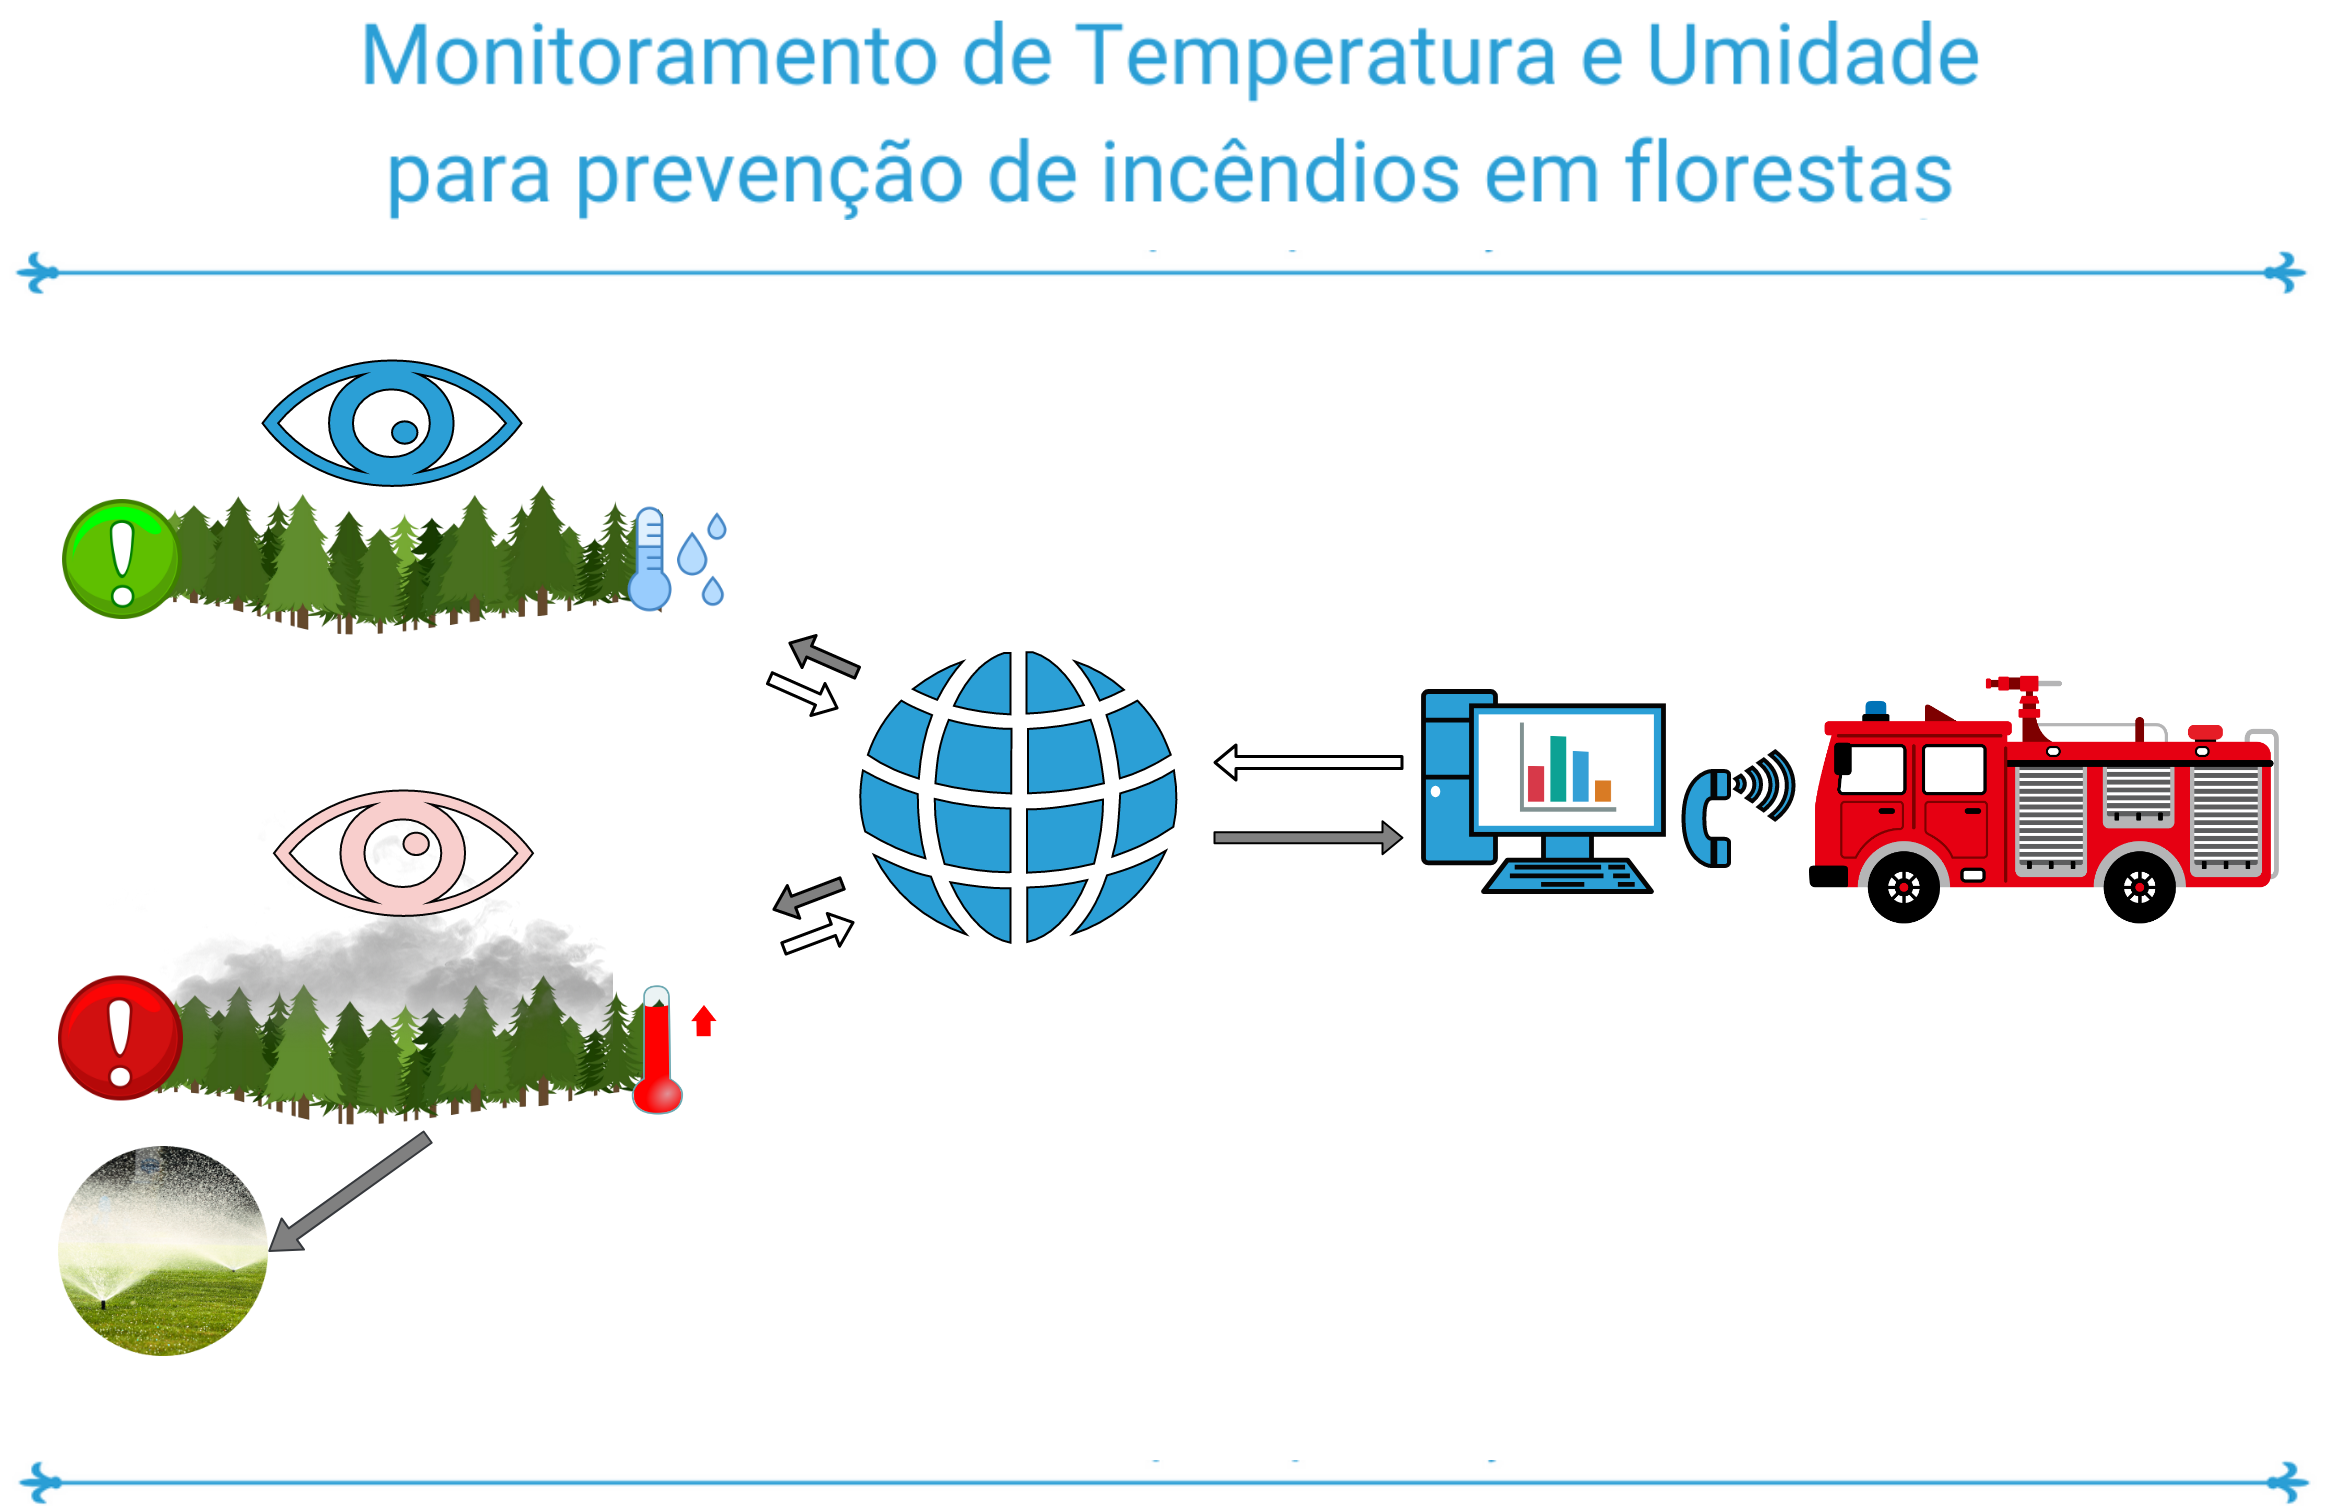 Monitoramento de Temperatura e Umidade
para prevenção de incêndios em florestas